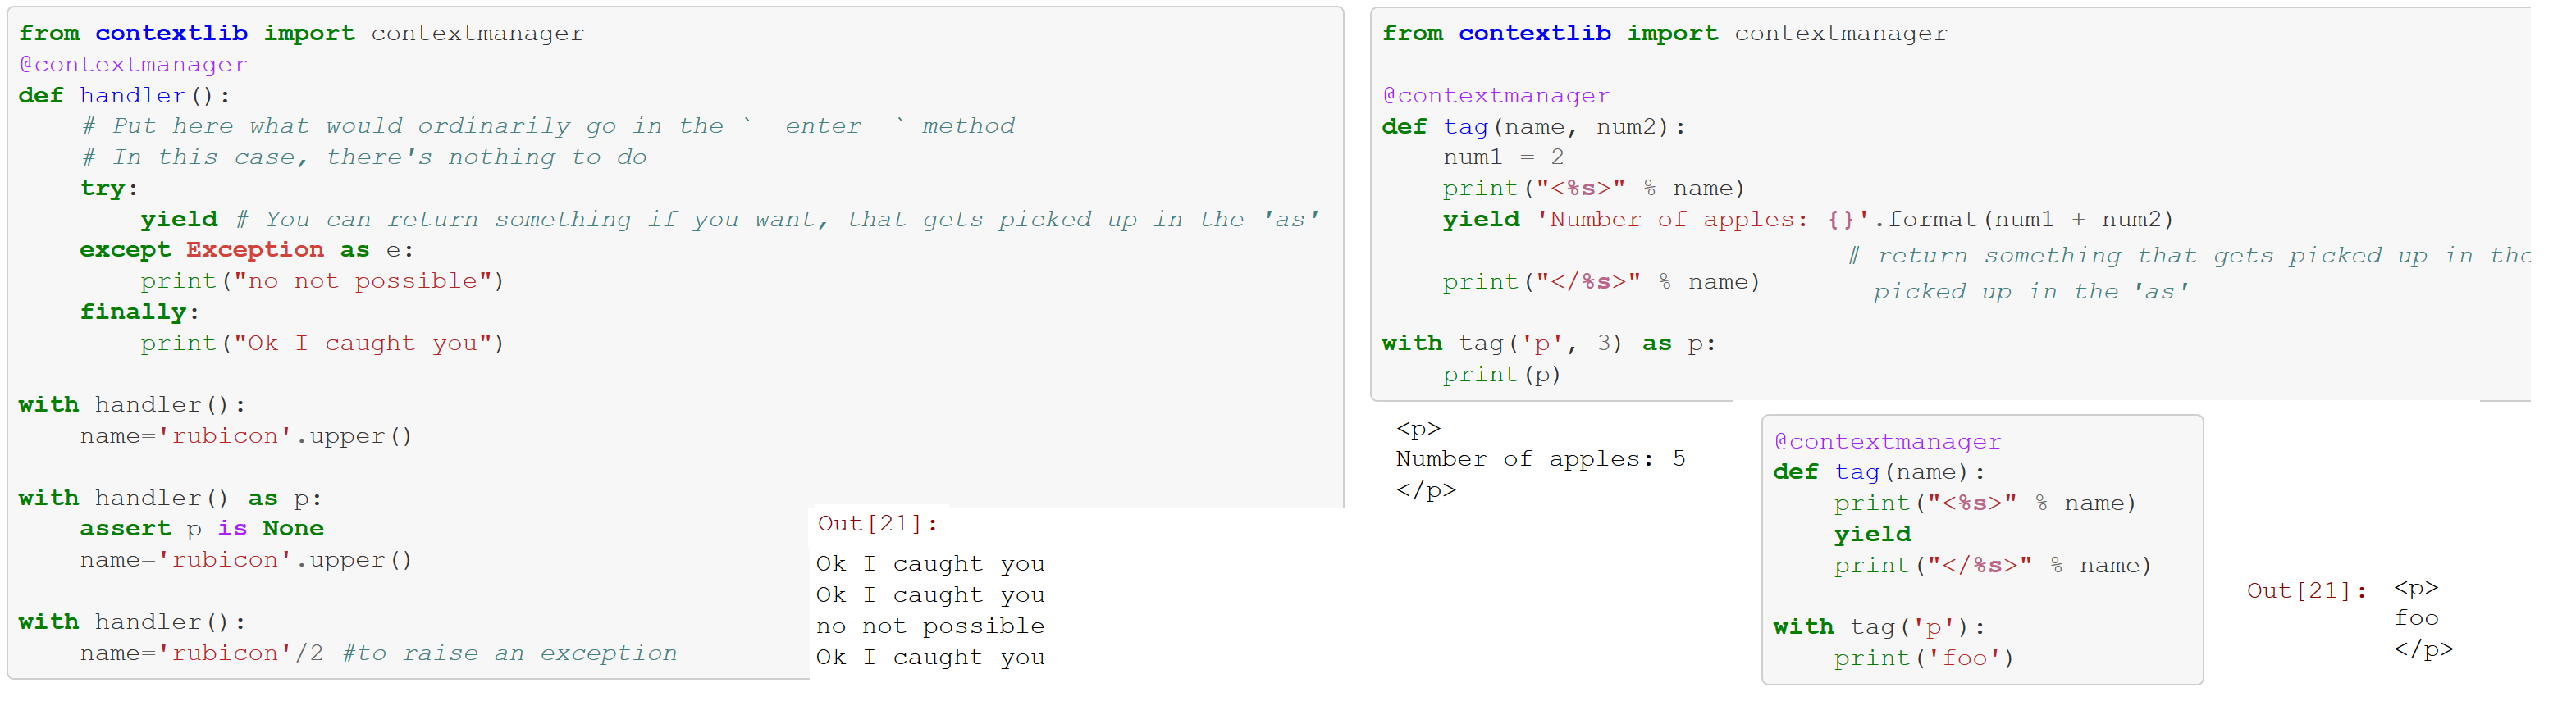 from contextlib import contextmanager
@contextmanager
def handler():
    # Put here what would ordinarily go in the `__enter__` method
    # In this case, there's nothing to do
    try:
        yield # You can return something if you want, that gets picked up in the 'as'
    except Exception as e:
        print("no not possible")
    finally:
        print("Ok I caught you")
with handler():
    name='rubicon'.upper()
with handler() as p:
    assert p is None
    name='rubicon'.upper()
with handler():
    name='rubicon'/2 #to raise an exception
Out[21]:
Ok I caught you
Ok I caught you
no not possible
Ok I caught you
from contextlib import contextmanager
@contextmanager
def tag(name, num2):
    num1 = 2
    print("<%s>" % name)
    yield 'Number of apples: {}'.format(num1 + num2)
# return something that gets picked up in the
    print("</%s>" % name)
picked up in the 'as'
with tag('p', 3) as p:
    print(p)
<p>
Number of apples: 5
</p>
@contextmanager
def tag(name):
    print("<%s>" % name)
    yield
    print("</%s>" % name)
with tag('p'):
    print('foo')
Out[21]:
<p>
foo
</p>